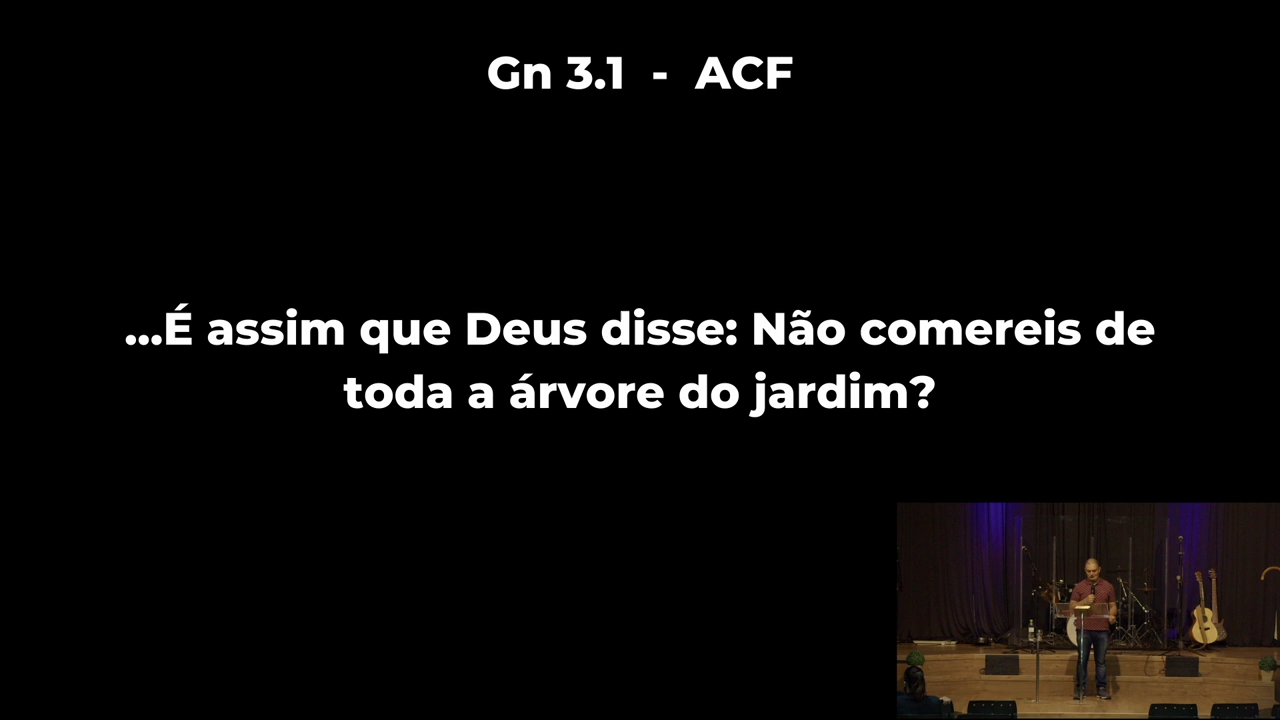 Gn 3.1 - ACF
...É assim que Deus disse: Não comereis de
toda a árvore do jardim?